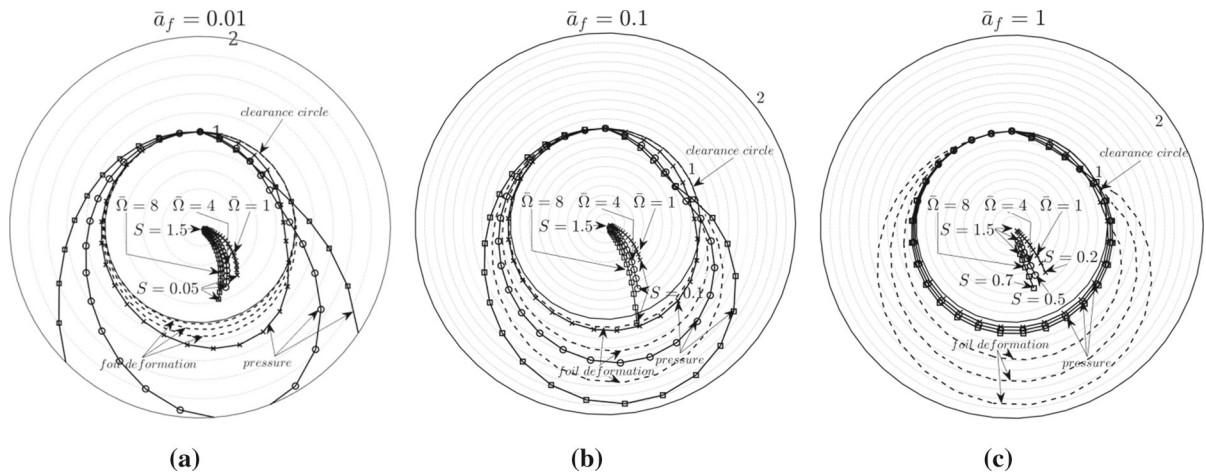 ā_f = 0.01
2
clearance circle
1
Ω̄ = 8 Ω̄ = 4 Ω̄ = 1
S = 1.5
S = 0.05
foil deformation
pressure
(a)
ā_f = 0.1
2
clearance circle
1
Ω̄ = 8 Ω̄ = 4 Ω̄ = 1
S = 1.5
S = 0.1
foil deformation
pressure
(b)
ā_f = 1
2
clearance circle
1
Ω̄ = 8 Ω̄ = 4 Ω̄ = 1
S = 1.5
S = 0.2
S = 0.7
S = 0.5
foil deformation
pressure
(c)